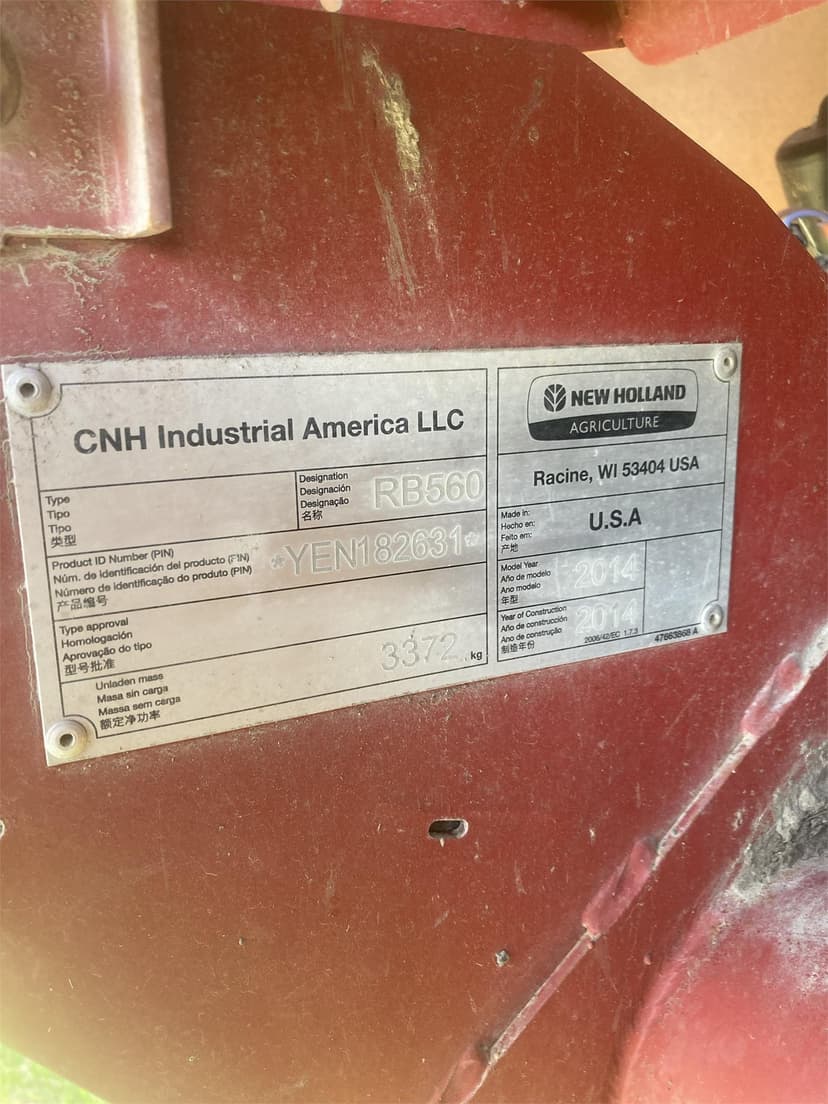 CNH Industrial America LLC
Type
Tipo
Tipo
类型
Designation
Designación
Designação
名称
RB560
Product ID Number (PIN)
Núm. de identificación del producto (PIN)
Número de identificação do produto (PIN)
产品编号
*YEN182631*
Type approval
Homologación
Aprovação do tipo
型号批准
Unladen mass
Masa sin carga
Massa sem carga
额定净功率
3372 kg
NEW HOLLAND
AGRICULTURE
Racine, WI 53404 USA
Made in:
Hecho en:
Feito em:
产地
U.S.A
Model Year
Año de modelo
Ano modelo
年型
2014
Year of Construction
Año de construcción
Ano de construção
制造年份
2014
2006/42/EC 1.7.3
47663868 A